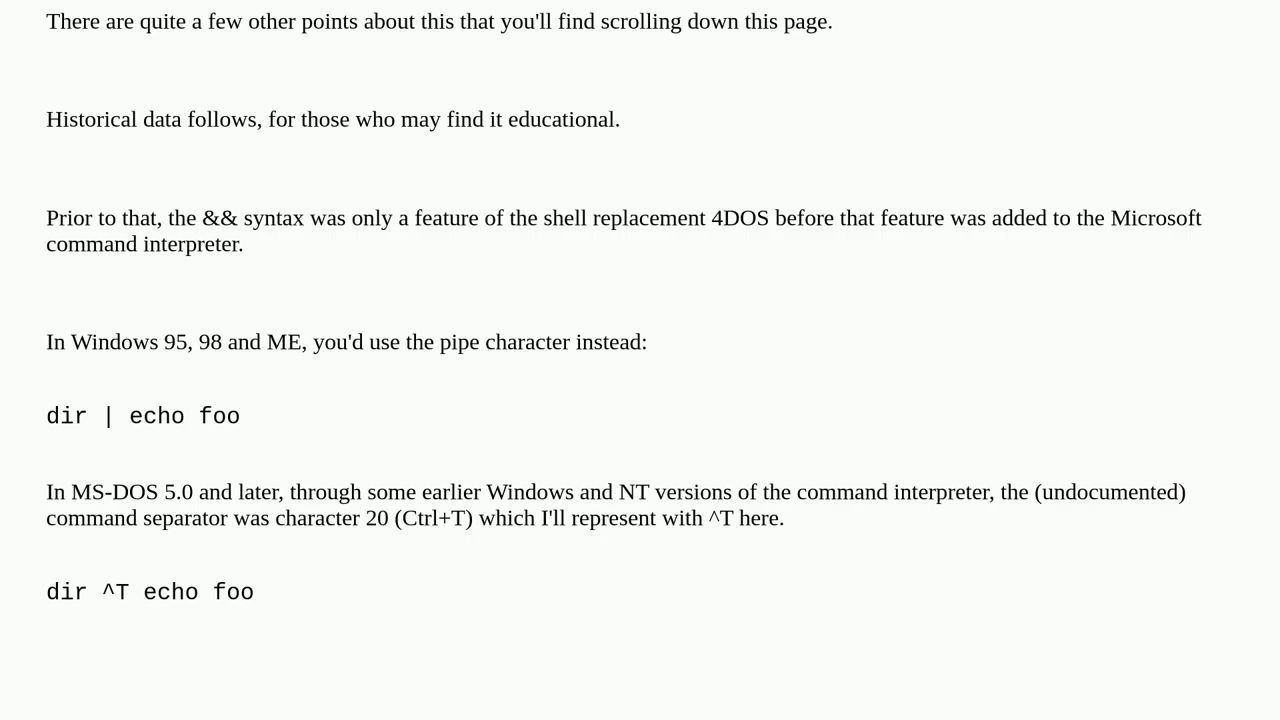 There are quite a few other points about this that you'll find scrolling down this page.
Historical data follows, for those who may find it educational.
Prior to that, the && syntax was only a feature of the shell replacement 4DOS before that feature was added to the Microsoft
command interpreter.
In Windows 95, 98 and ME, you'd use the pipe character instead:
dir | echo foo
In MS-DOS 5.0 and later, through some earlier Windows and NT versions of the command interpreter, the (undocumented)
command separator was character 20 (Ctrl+T) which I'll represent with ^T here.
dir ^T echo foo